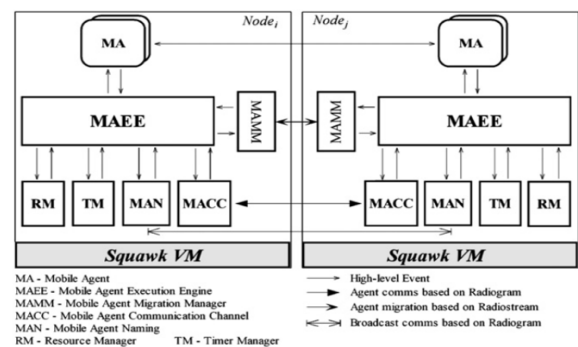 Node i Node j
MA MA
MAEE MAMM MAMM MAEE
RM TM MAN MACC MACC MAN TM RM
Squawk VM Squawk VM
MA - Mobile Agent
MAEE - Mobile Agent Execution Engine
MAMM - Mobile Agent Migration Manager
MACC - Mobile Agent Communication Channel
MAN - Mobile Agent Naming
RM - Resource Manager TM - Timer Manager
High-level Event
Agent comms based on Radiogram
Agent migration based on Radiostream
Broadcast comms based on Radiogram